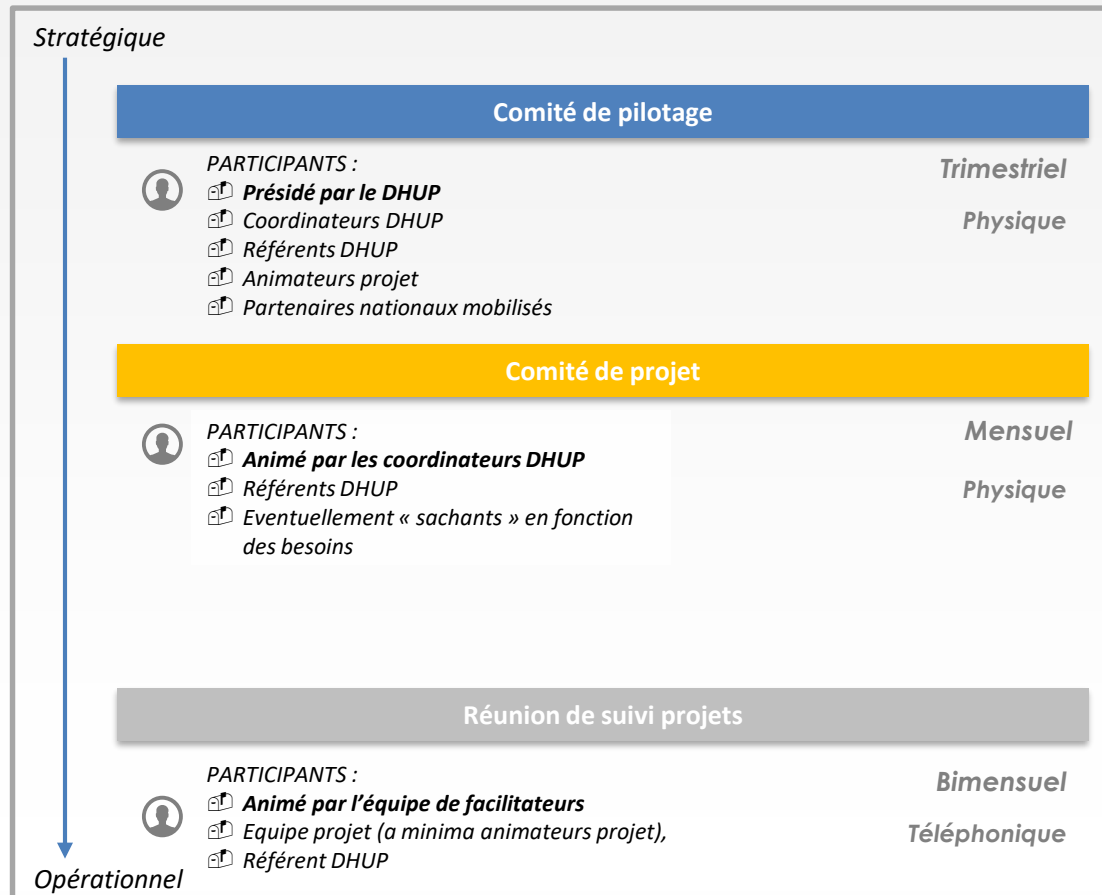 Stratégique
Comité de pilotage
PARTICIPANTS :
Présidé par le DHUP
Coordinateurs DHUP
Référents DHUP
Animateurs projet
Partenaires nationaux mobilisés
Trimestriel
Physique
Comité de projet
PARTICIPANTS :
Animé par les coordinateurs DHUP
Référents DHUP
Eventuellement « sachants » en fonction
des besoins
Mensuel
Physique
Réunion de suivi projets
PARTICIPANTS :
Animé par l’équipe de facilitateurs
Equipe projet (a minima animateurs projet),
Référent DHUP
Bimensuel
Téléphonique
Opérationnel